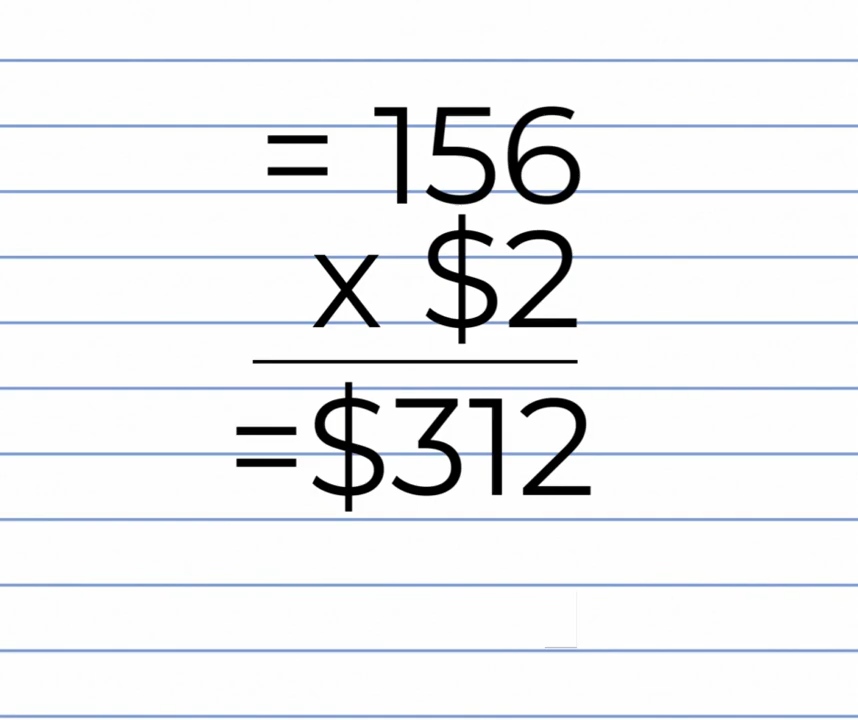 = 156
x $2
=$312